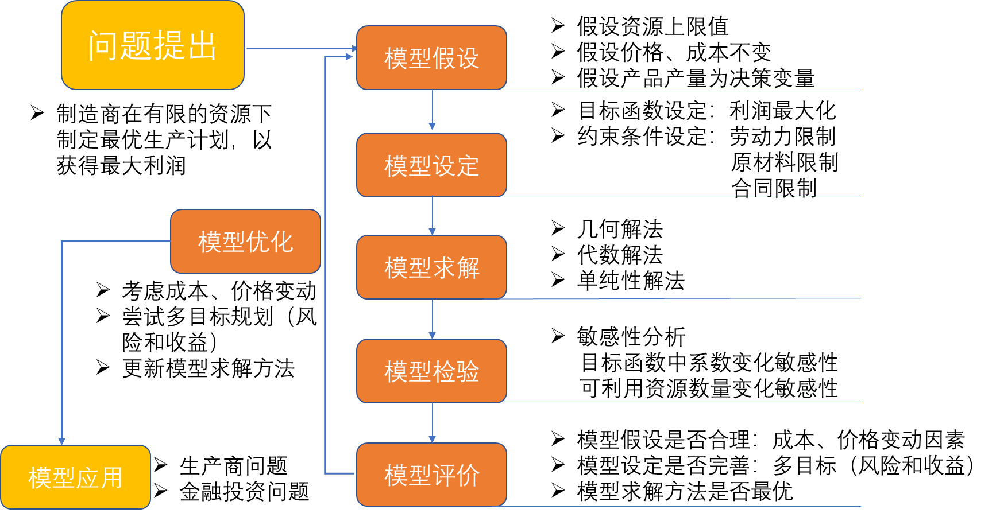 问题提出
制造商在有限的资源下
制定最优生产计划，以
获得最大利润
模型假设
假设资源上限值
假设价格、成本不变
假设产品产量为决策变量
模型设定
目标函数设定：利润最大化
约束条件设定：劳动力限制
原材料限制
合同限制
模型求解
几何解法
代数解法
单纯性解法
模型检验
敏感性分析
目标函数中系数变化敏感性
可利用资源数量变化敏感性
模型评价
模型假设是否合理：成本、价格变动因素
模型设定是否完善：多目标（风险和收益）
模型求解方法是否最优
模型优化
考虑成本、价格变动
尝试多目标规划（风
险和收益）
更新模型求解方法
模型应用
生产商问题
金融投资问题